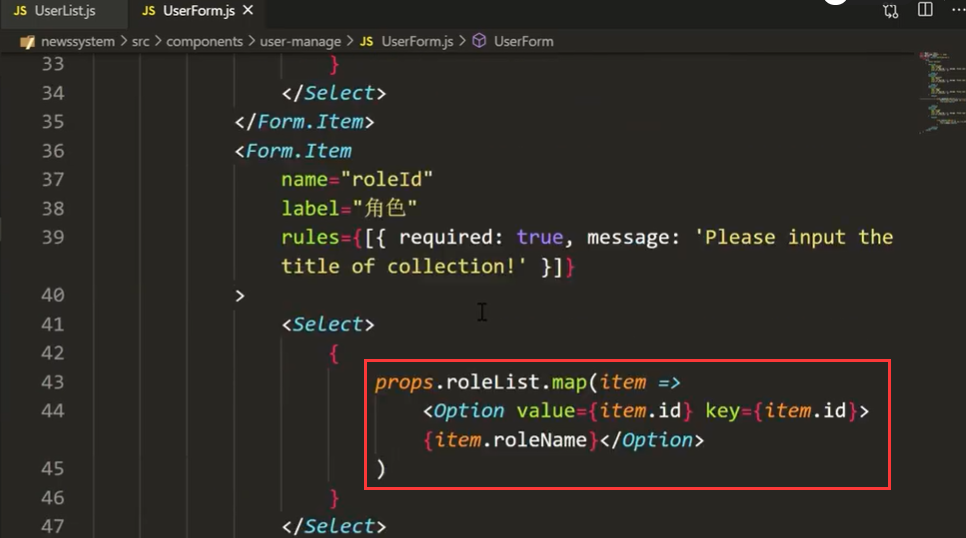 JS UserList.js JS UserForm.js ×
newssystem > src > components > user-manage > JS UserForm.js > UserForm
33 }
34 </Select>
35 </Form.Item>
36 <Form.Item
37 name="roleId"
38 label="角色"
39 rules={[{ required: true, message: 'Please input the
title of collection!' }]}
40 >
41 <Select>
42 {
43 props.roleList.map(item =>
44 <Option value={item.id} key={item.id}>
{item.roleName}</Option>
45 )
46 }
47 </Select>